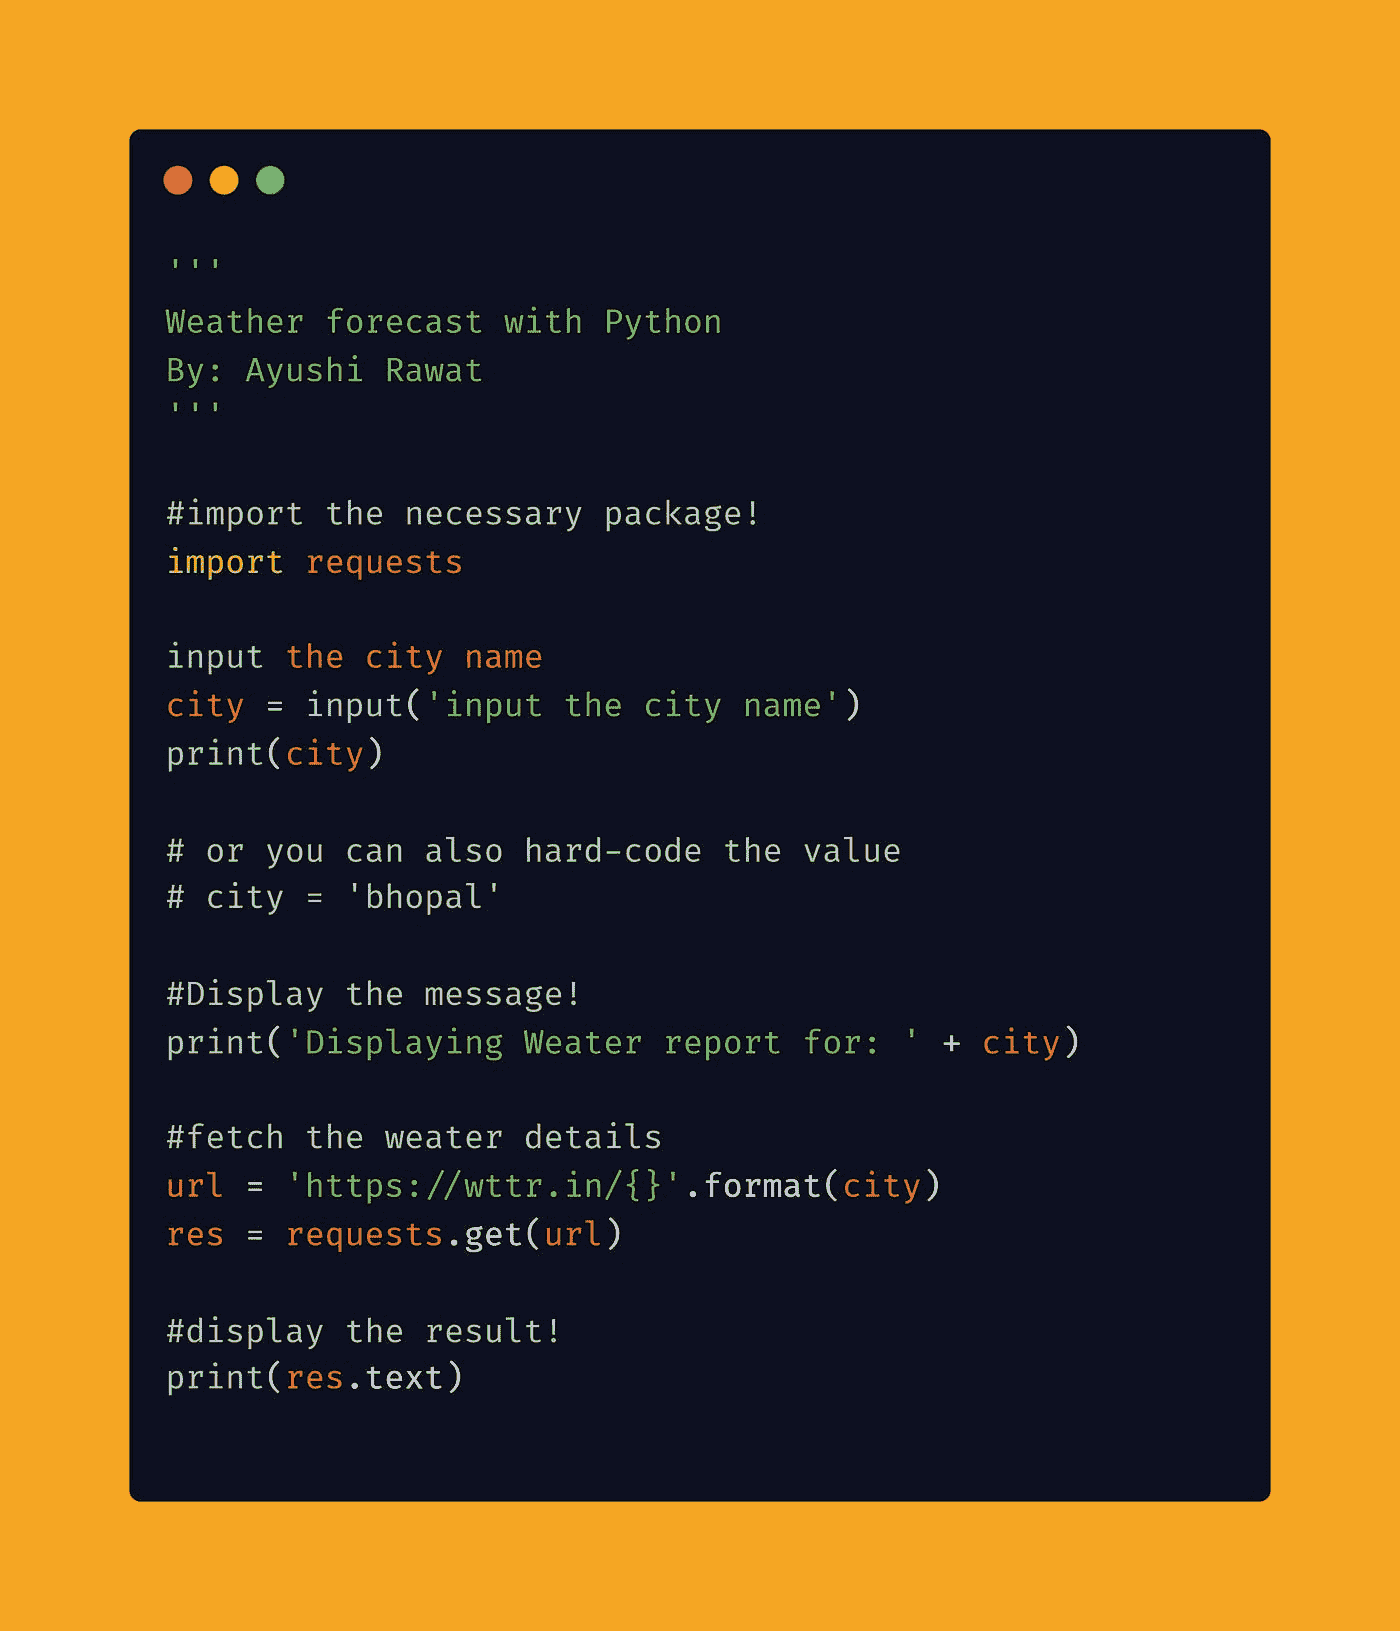 '''
Weather forecast with Python
By: Ayushi Rawat
'''
#import the necessary package!
import requests
input the city name
city = input('input the city name')
print(city)
# or you can also hard-code the value
# city = 'bhopal'
#Display the message!
print('Displaying Weater report for: ' + city)
#fetch the weater details
url = 'https://wttr.in/{}'.format(city)
res = requests.get(url)
#display the result!
print(res.text)